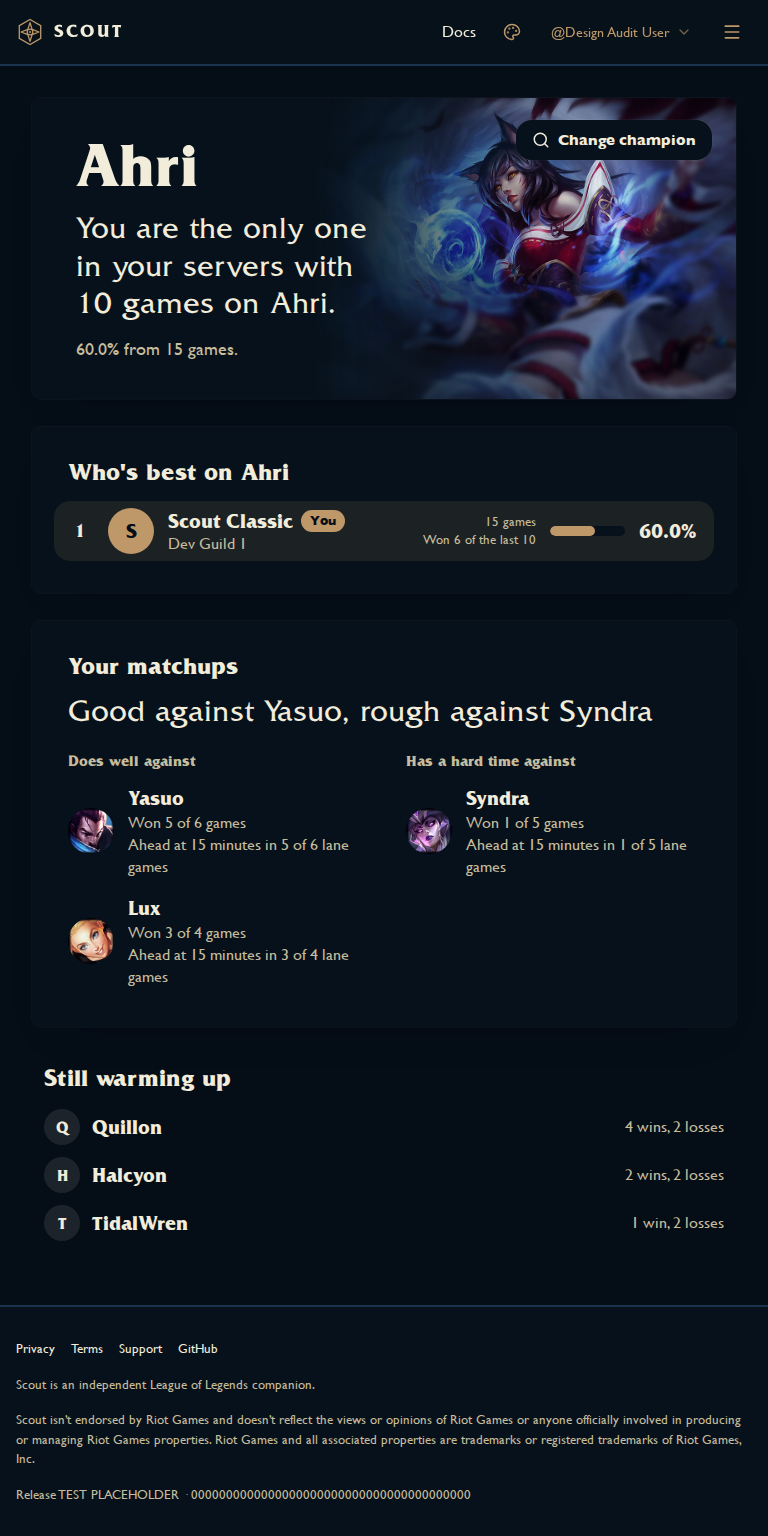 SCOUT
Docs
@Design Audit User
Change champion
Ahri
You are the only one
in your servers with
10 games on Ahri.
60.0% from 15 games.
Who's best on Ahri
1
S
Scout Classic
You
Dev Guild 1
15 games
Won 6 of the last 10
60.0%
Your matchups
Good against Yasuo, rough against Syndra
Does well against
Yasuo
Won 5 of 6 games
Ahead at 15 minutes in 5 of 6 lane
games
Lux
Won 3 of 4 games
Ahead at 15 minutes in 3 of 4 lane
games
Has a hard time against
Syndra
Won 1 of 5 games
Ahead at 15 minutes in 1 of 5 lane
games
Still warming up
Q
Quillon
4 wins, 2 losses
H
Halcyon
2 wins, 2 losses
T
TidalWren
1 win, 2 losses
Privacy Terms Support GitHub
Scout is an independent League of Legends companion.
Scout isn't endorsed by Riot Games and doesn't reflect the views or opinions of Riot Games or anyone officially involved in producing
or managing Riot Games properties. Riot Games and all associated properties are trademarks or registered trademarks of Riot Games,
Inc.
Release TEST PLACEHOLDER · 0000000000000000000000000000000000000000